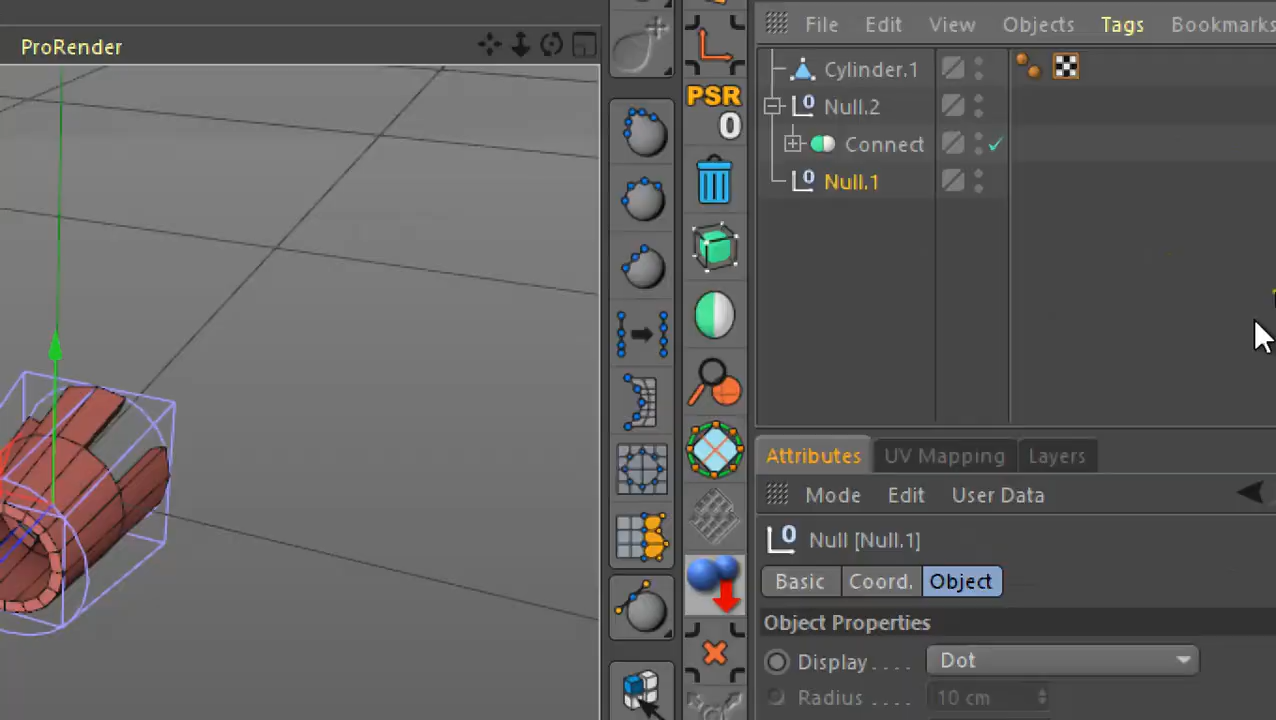 ProRender
PSR
0
File Edit View Objects Tags Bookmarks
Cylinder.1
Null.2
Connect
Null.1
Attributes UV Mapping Layers
Mode Edit User Data
Null [Null.1]
Basic Coord. Object
Object Properties
Display . . . . Dot
Radius . . . . 10 cm